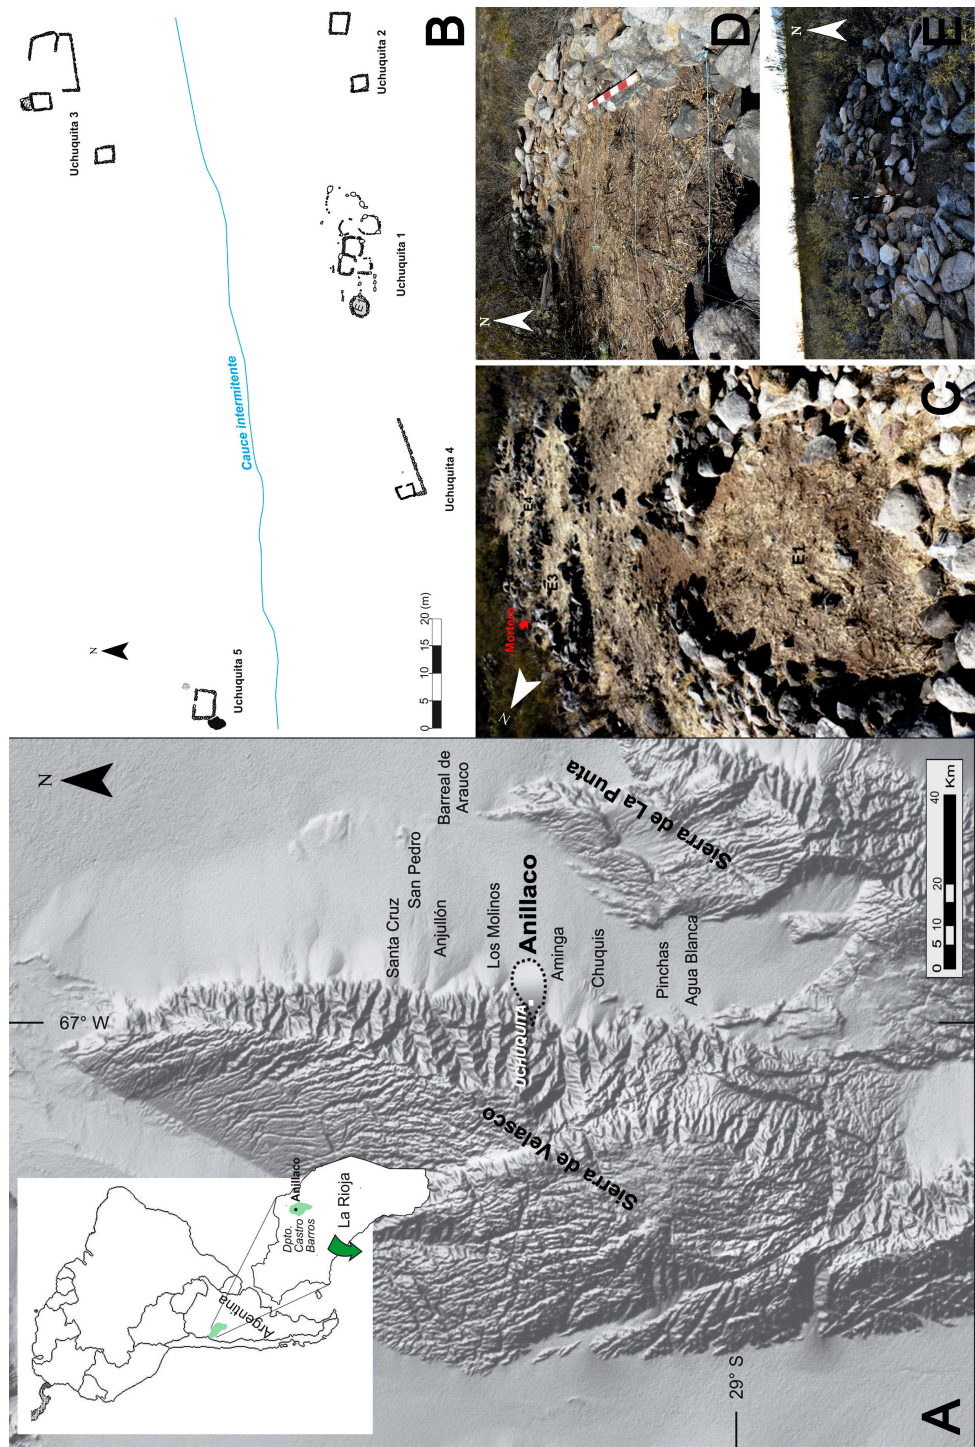 A
N
67° W
29° S
Argentina
Dpto.
Castro
Barros
Anillaco
La Rioja
Sierra de Velasco
Sierra de La Punta
Santa Cruz
San Pedro
Anjullón
Barreal de
Arauco
Los Molinos
UCHUQUITA
Anillaco
Aminga
Chuquis
Pinchas
Agua Blanca
0 5 10 20 40
Km
B
N
Uchuquita 5
Uchuquita 3
Cauce intermitente
Uchuquita 4
Uchuquita 1
E
Uchuquita 2
0 5 10 15 20 (m)
C
N
Mortero
E3
E4
E1
D
N
E
N